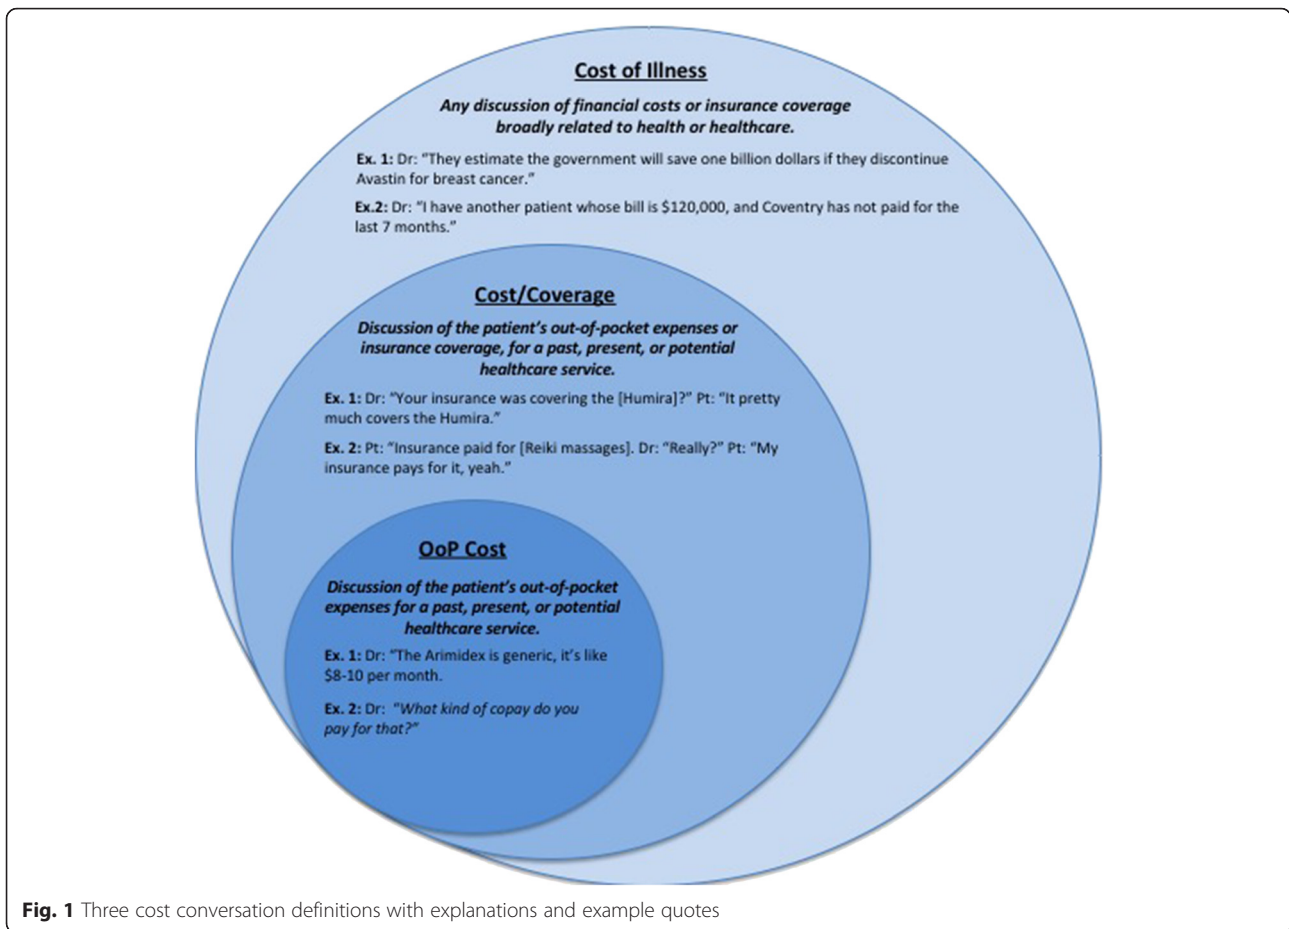 Cost of Illness
Any discussion of financial costs or insurance coverage
broadly related to health or healthcare.
Ex. 1: Dr: “They estimate the government will save one billion dollars if they discontinue
Avastin for breast cancer.”
Ex.2: Dr: “I have another patient whose bill is $120,000, and Coventry has not paid for the
last 7 months.”
Cost/Coverage
Discussion of the patient’s out-of-pocket expenses or
insurance coverage, for a past, present, or potential
healthcare service.
Ex. 1: Dr: “Your insurance was covering the [Humira]?” Pt: “It pretty
much covers the Humira.”
Ex. 2: Pt: “Insurance paid for [Reiki massages]. Dr: “Really?” Pt: “My
insurance pays for it, yeah.”
OoP Cost
Discussion of the patient’s out-of-pocket
expenses for a past, present, or potential
healthcare service.
Ex. 1: Dr: “The Arimidex is generic, it’s like
$8-10 per month.
Ex. 2: Dr: “What kind of copay do you
pay for that?”
Fig. 1 Three cost conversation definitions with explanations and example quotes